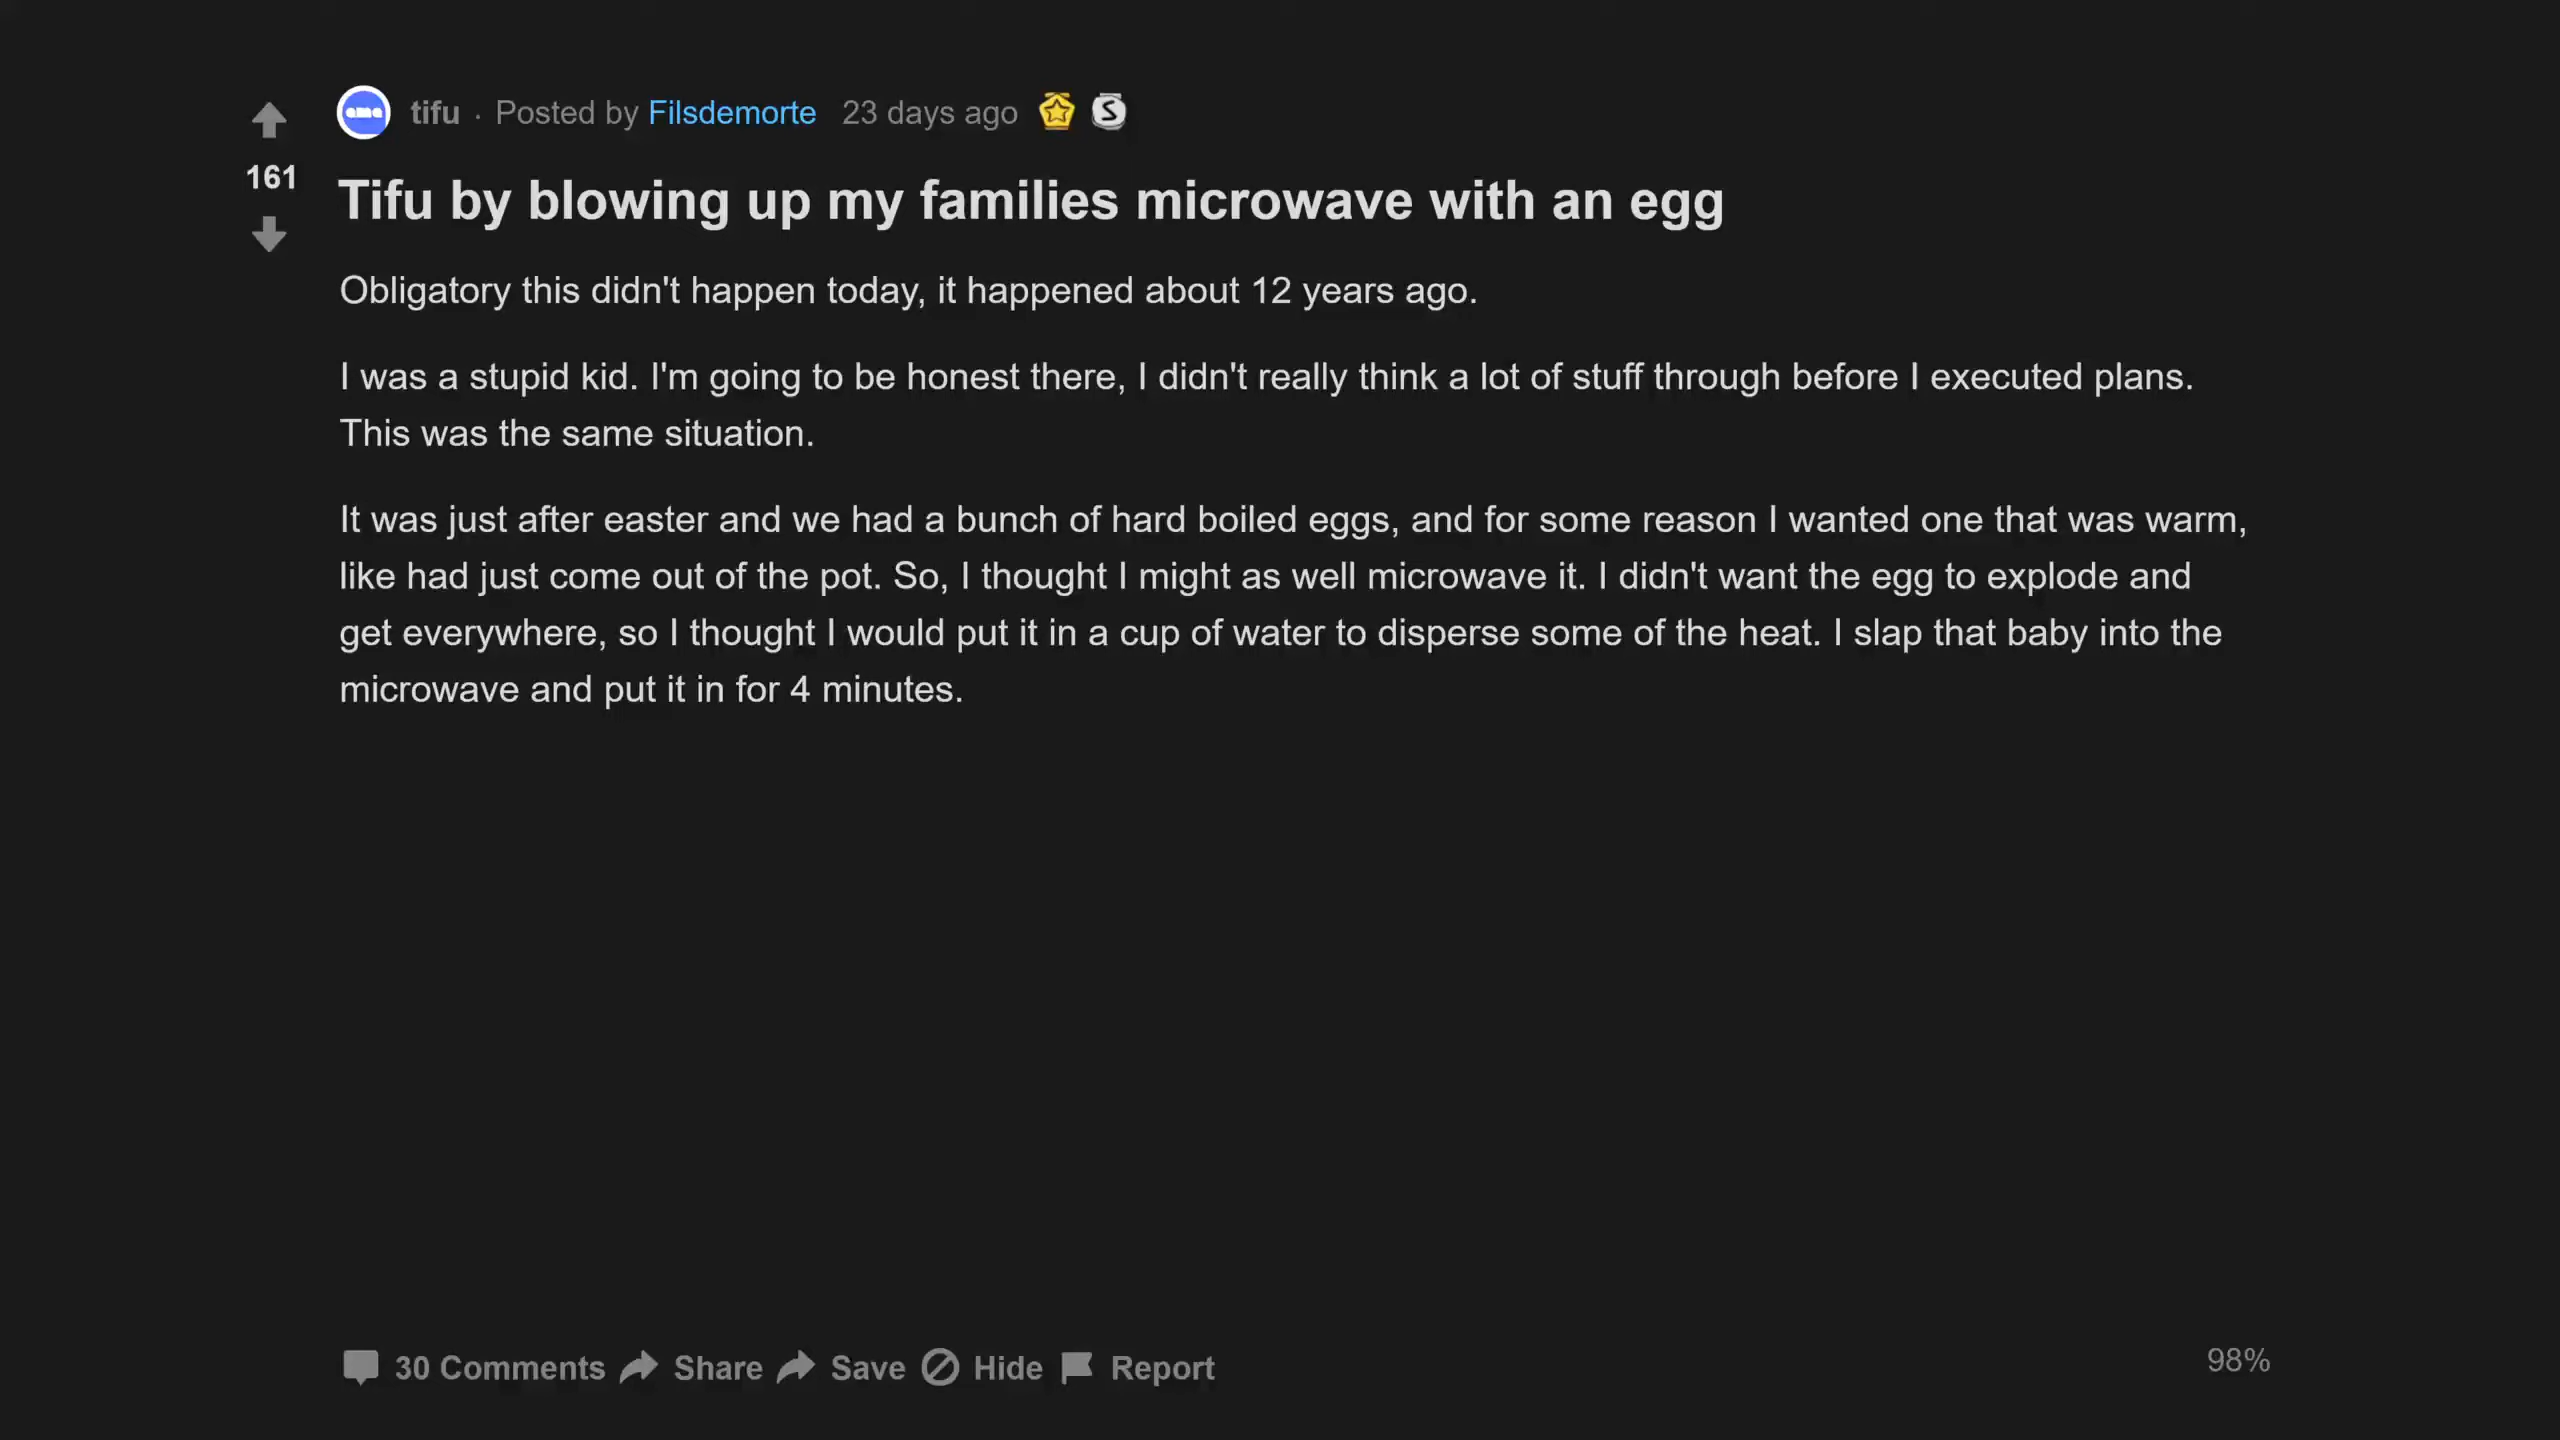 tifu · Posted by Filsdemorte 23 days ago
161
Tifu by blowing up my families microwave with an egg
Obligatory this didn't happen today, it happened about 12 years ago.
I was a stupid kid. I'm going to be honest there, I didn't really think a lot of stuff through before I executed plans.
This was the same situation.
It was just after easter and we had a bunch of hard boiled eggs, and for some reason I wanted one that was warm,
like had just come out of the pot. So, I thought I might as well microwave it. I didn't want the egg to explode and
get everywhere, so I thought I would put it in a cup of water to disperse some of the heat. I slap that baby into the
microwave and put it in for 4 minutes.
30 Comments Share Save Hide Report
98%